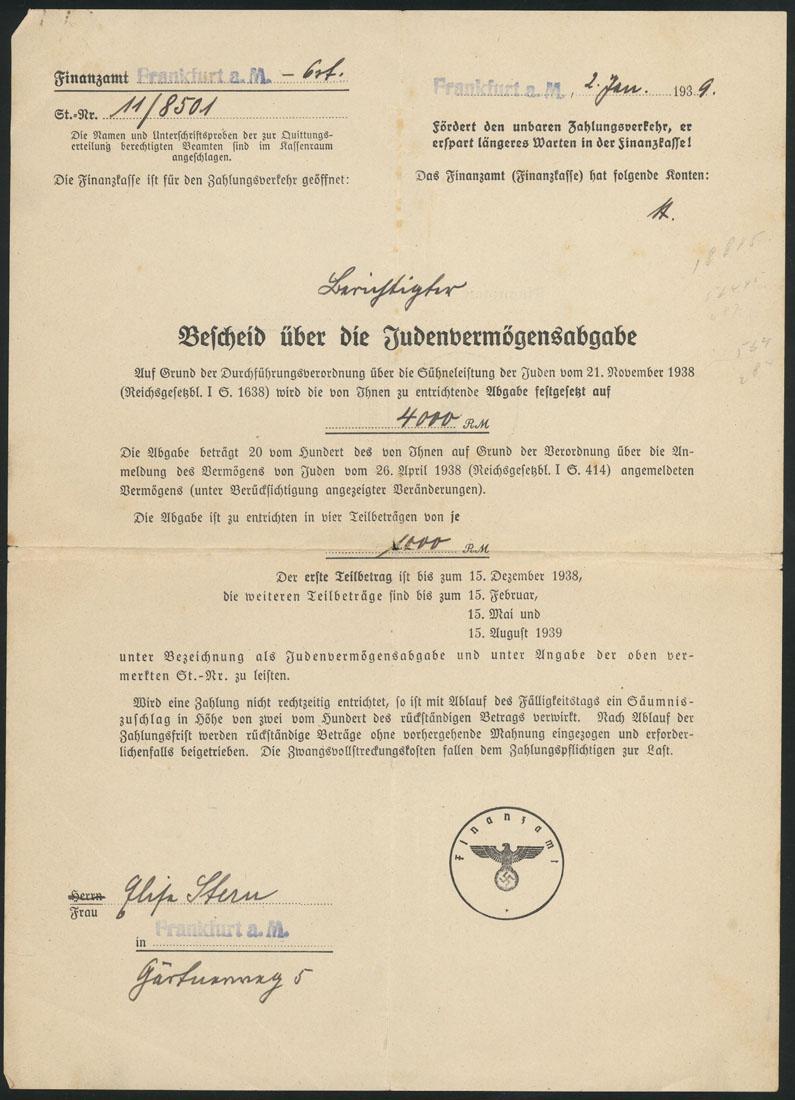 Finanzamt Frankfurt a. M. – Ost.
Frankfurt a. M., 2. Jan. 1939.
St.-Nr. 11/8501
Die Namen und Unterschriftsproben der zur Quittungs-
erteilung berechtigten Beamten sind im Kassenraum
angeschlagen.
Die Finanzkasse ist für den Zahlungsverkehr geöffnet:
Fördert den unbaren Zahlungsverkehr, er
erspart längeres Warten in der Finanzkasse!
Das Finanzamt (Finanzkasse) hat folgende Konten:
18815
Berichtigter
Bescheid über die Judenvermögensabgabe
Auf Grund der Durchführungsverordnung über die Sühneleistung der Juden vom 21. November 1938
(Reichsgesetzbl. I S. 1638) wird die von Ihnen zu entrichtende Abgabe festgesetzt auf
4000 RM
Die Abgabe beträgt 20 vom Hundert des von Ihnen auf Grund der Verordnung über die An-
meldung des Vermögens von Juden vom 26. April 1938 (Reichsgesetzbl. I S. 414) angemeldeten
Vermögens (unter Berücksichtigung angezeigter Veränderungen).
Die Abgabe ist zu entrichten in vier Teilbeträgen von je
1000 RM
Der erste Teilbetrag ist bis zum 15. Dezember 1938,
die weiteren Teilbeträge sind bis zum 15. Februar,
15. Mai und
15. August 1939
unter Bezeichnung als Judenvermögensabgabe und unter Angabe der oben ver-
merkten St.-Nr. zu leisten.
Wird eine Zahlung nicht rechtzeitig entrichtet, so ist mit Ablauf des Fälligkeitstags ein Säumnis-
zuschlag in Höhe von zwei vom Hundert des rückständigen Betrags verwirkt. Nach Ablauf der
Zahlungsfrist werden rückständige Beträge ohne vorhergehende Mahnung eingezogen und erforder-
lichenfalls beigetrieben. Die Zwangsvollstreckungskosten fallen dem Zahlungspflichtigen zur Last.
Finanzamt
Herrn
Frau Elise Stern
in Frankfurt a. M.
Gärtnerweg 5